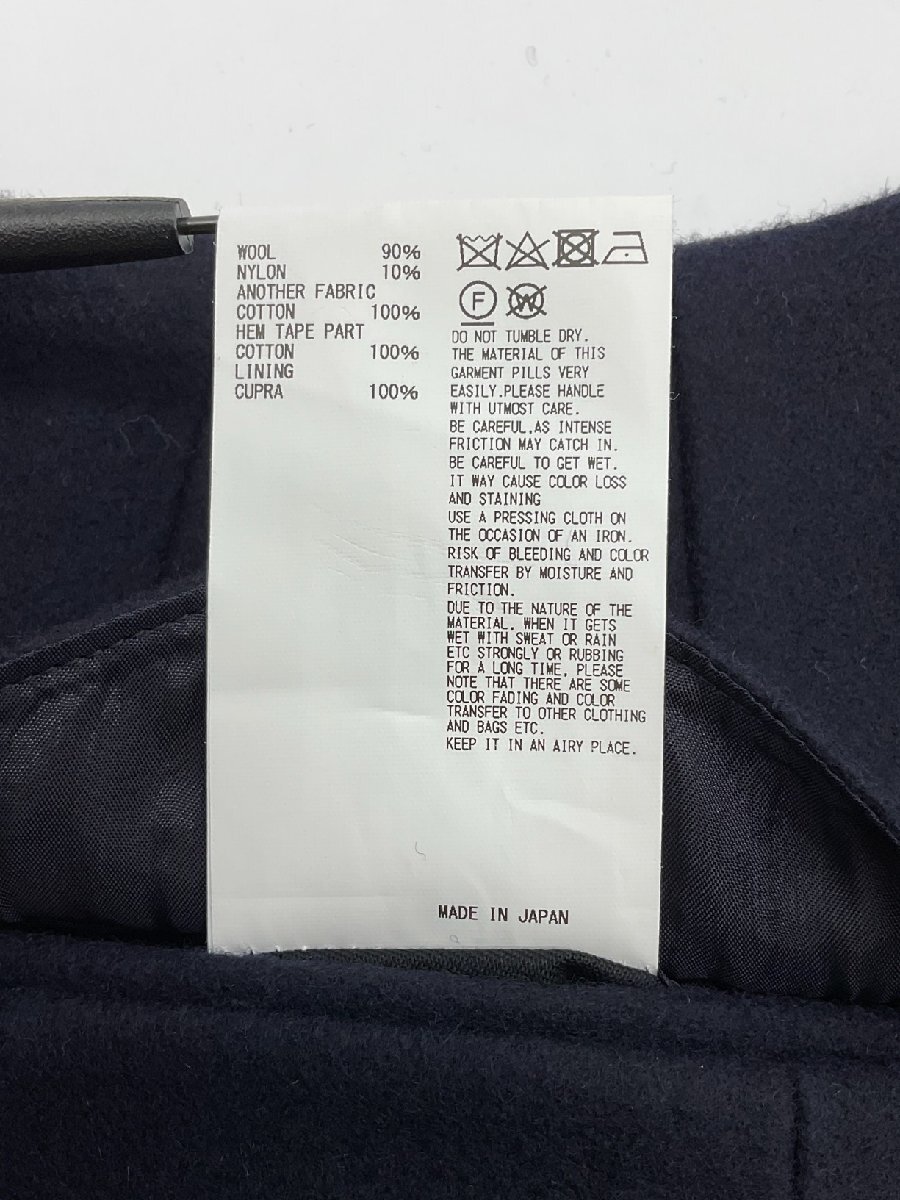 WOOL 90%
NYLON 10%
ANOTHER FABRIC
COTTON 100%
HEM TAPE PART
COTTON 100%
LINING
CUPRA 100%
F
W
DO NOT TUMBLE DRY.
THE MATERIAL OF THIS
GARMENT PILLS VERY
EASILY.PLEASE HANDLE
WITH UTMOST CARE.
BE CAREFUL.AS INTENSE
FRICTION MAY CATCH IN.
BE CAREFUL TO GET WET.
IT WAY CAUSE COLOR LOSS
AND STAINING
USE A PRESSING CLOTH ON
THE OCCASION OF AN IRON.
RISK OF BLEEDING AND COLOR
TRANSFER BY MOISTURE AND
FRICTION.
DUE TO THE NATURE OF THE
MATERIAL. WHEN IT GETS
WET WITH SWEAT OR RAIN
ETC STRONGLY OR RUBBING
FOR A LONG TIME, PLEASE
NOTE THAT THERE ARE SOME
COLOR FADING AND COLOR
TRANSFER TO OTHER CLOTHING
AND BAGS ETC.
KEEP IT IN AN AIRY PLACE.
MADE IN JAPAN